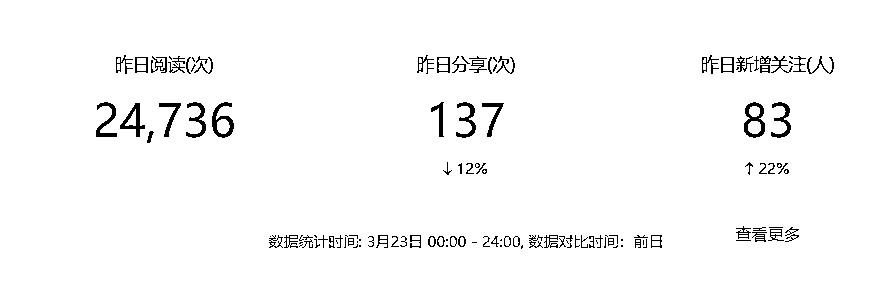 昨日阅读(次) 昨日分享(次) 昨日新增关注(人)
24,736 137 83
↓12% ↑22%
查看更多
数据统计时间: 3月23日 00:00 - 24:00, 数据对比时间：前日